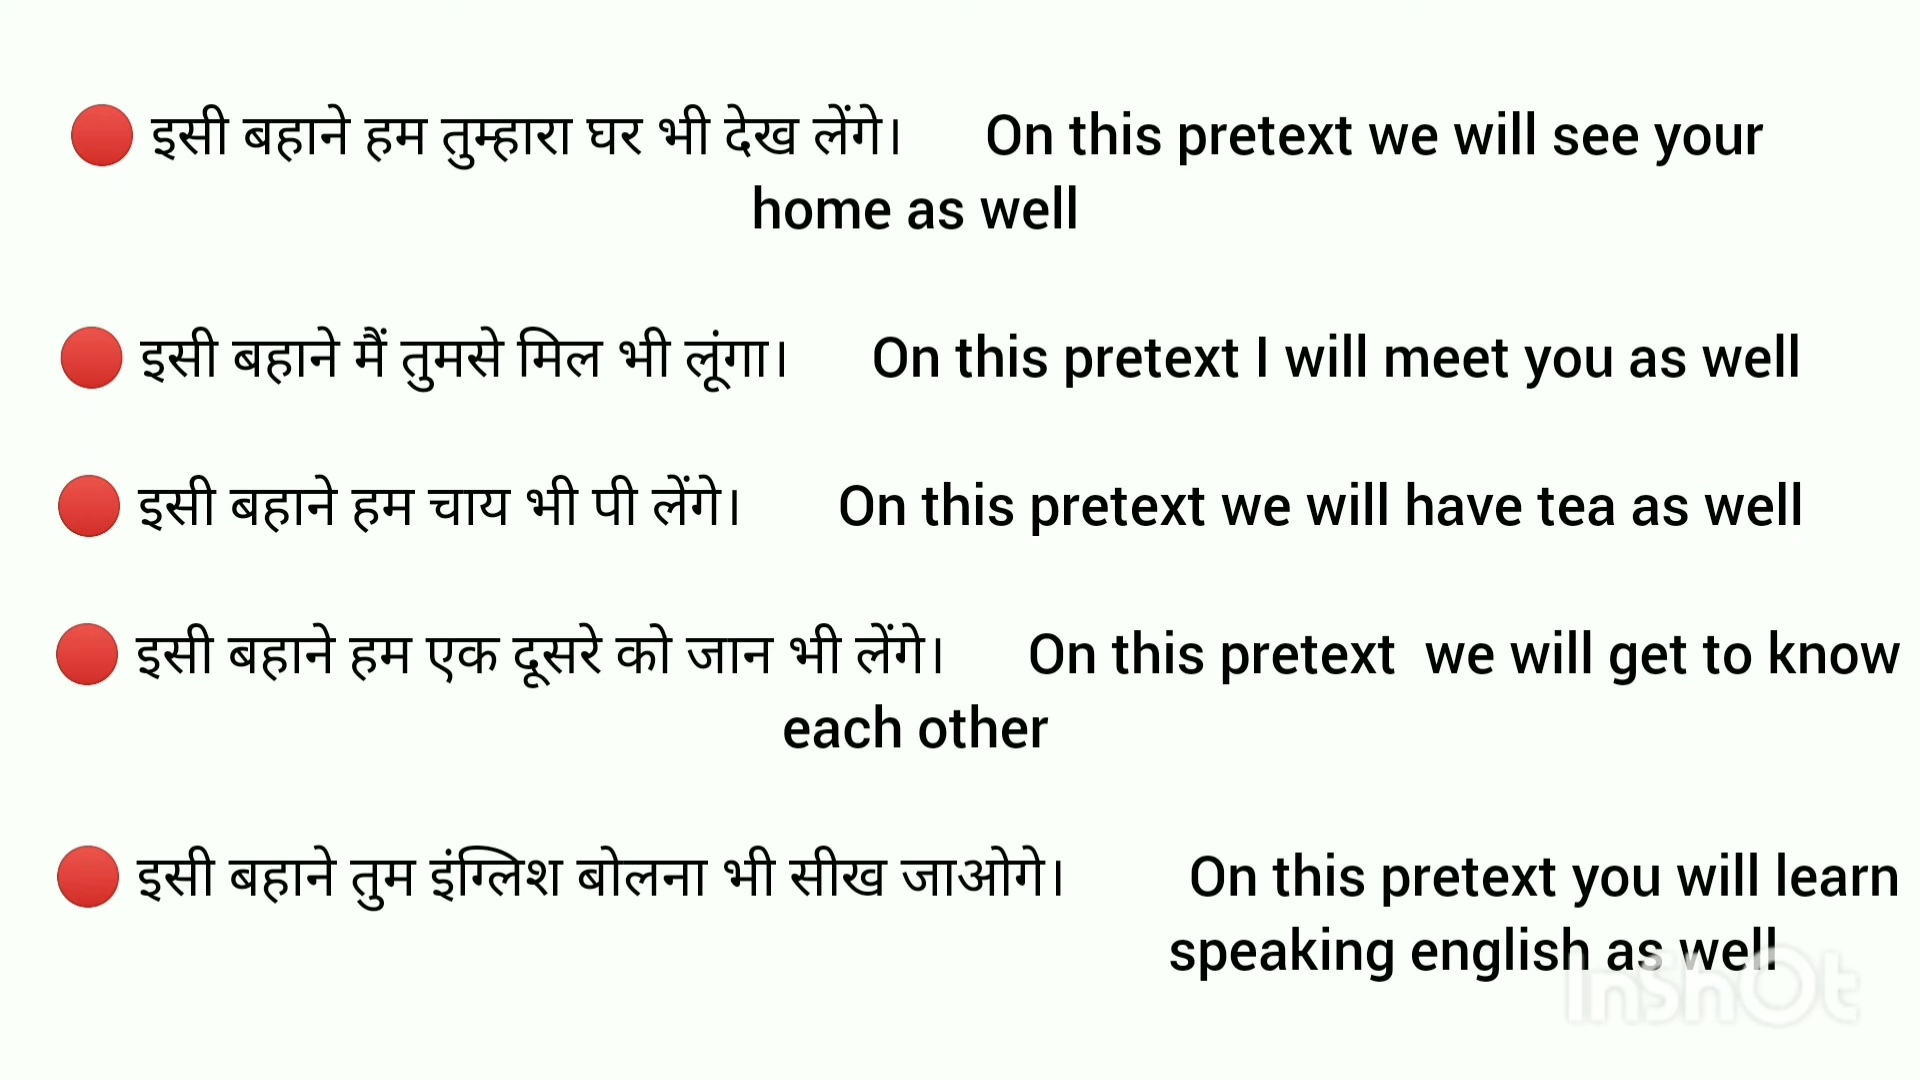 🔴 इसी बहाने हम तुम्हारा घर भी देख लेंगे। On this pretext we will see your
home as well
🔴 इसी बहाने मैं तुमसे मिल भी लूंगा। On this pretext I will meet you as well
🔴 इसी बहाने हम चाय भी पी लेंगे। On this pretext we will have tea as well
🔴 इसी बहाने हम एक दूसरे को जान भी लेंगे। On this pretext we will get to know
each other
🔴 इसी बहाने तुम इंग्लिश बोलना भी सीख जाओगे। On this pretext you will learn
speaking english as well
InShOt